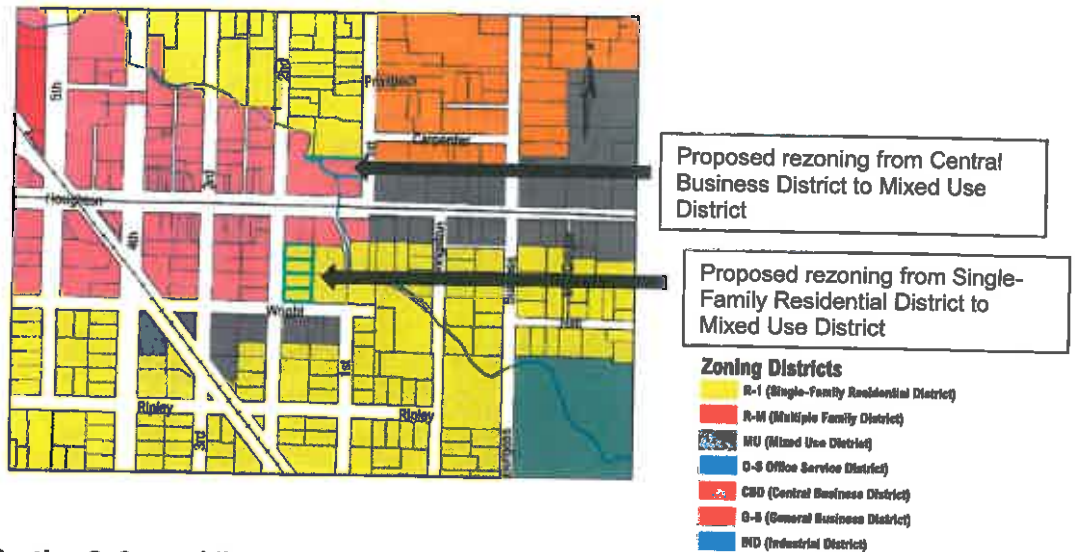 2nd
5th
Prospect
Carpenter
Proposed rezoning from Central
Business District to Mixed Use
District
3rd
Houghton
4th
Proposed rezoning from Single-
Family Residential District to
Mixed Use District
Wright
Hill
1st
Zoning Districts
R-1 (Single-Family Residential District)
R-M (Multiple Family District)
MU (Mixed Use District)
O-S Office Service District)
CBD (Central Business District)
G-B (General Business District)
IND (Industrial District)
Ripley
Ripley
3rd